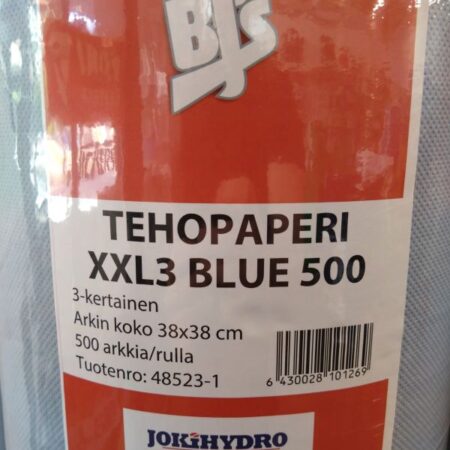 BJs
TEHOPAPERI
XXL3 BLUE 500
3-kertainen
Arkin koko 38x38 cm
500 arkkia/rulla
Tuotenro: 48523-1
6 430028 101269
JOKIHYDRO